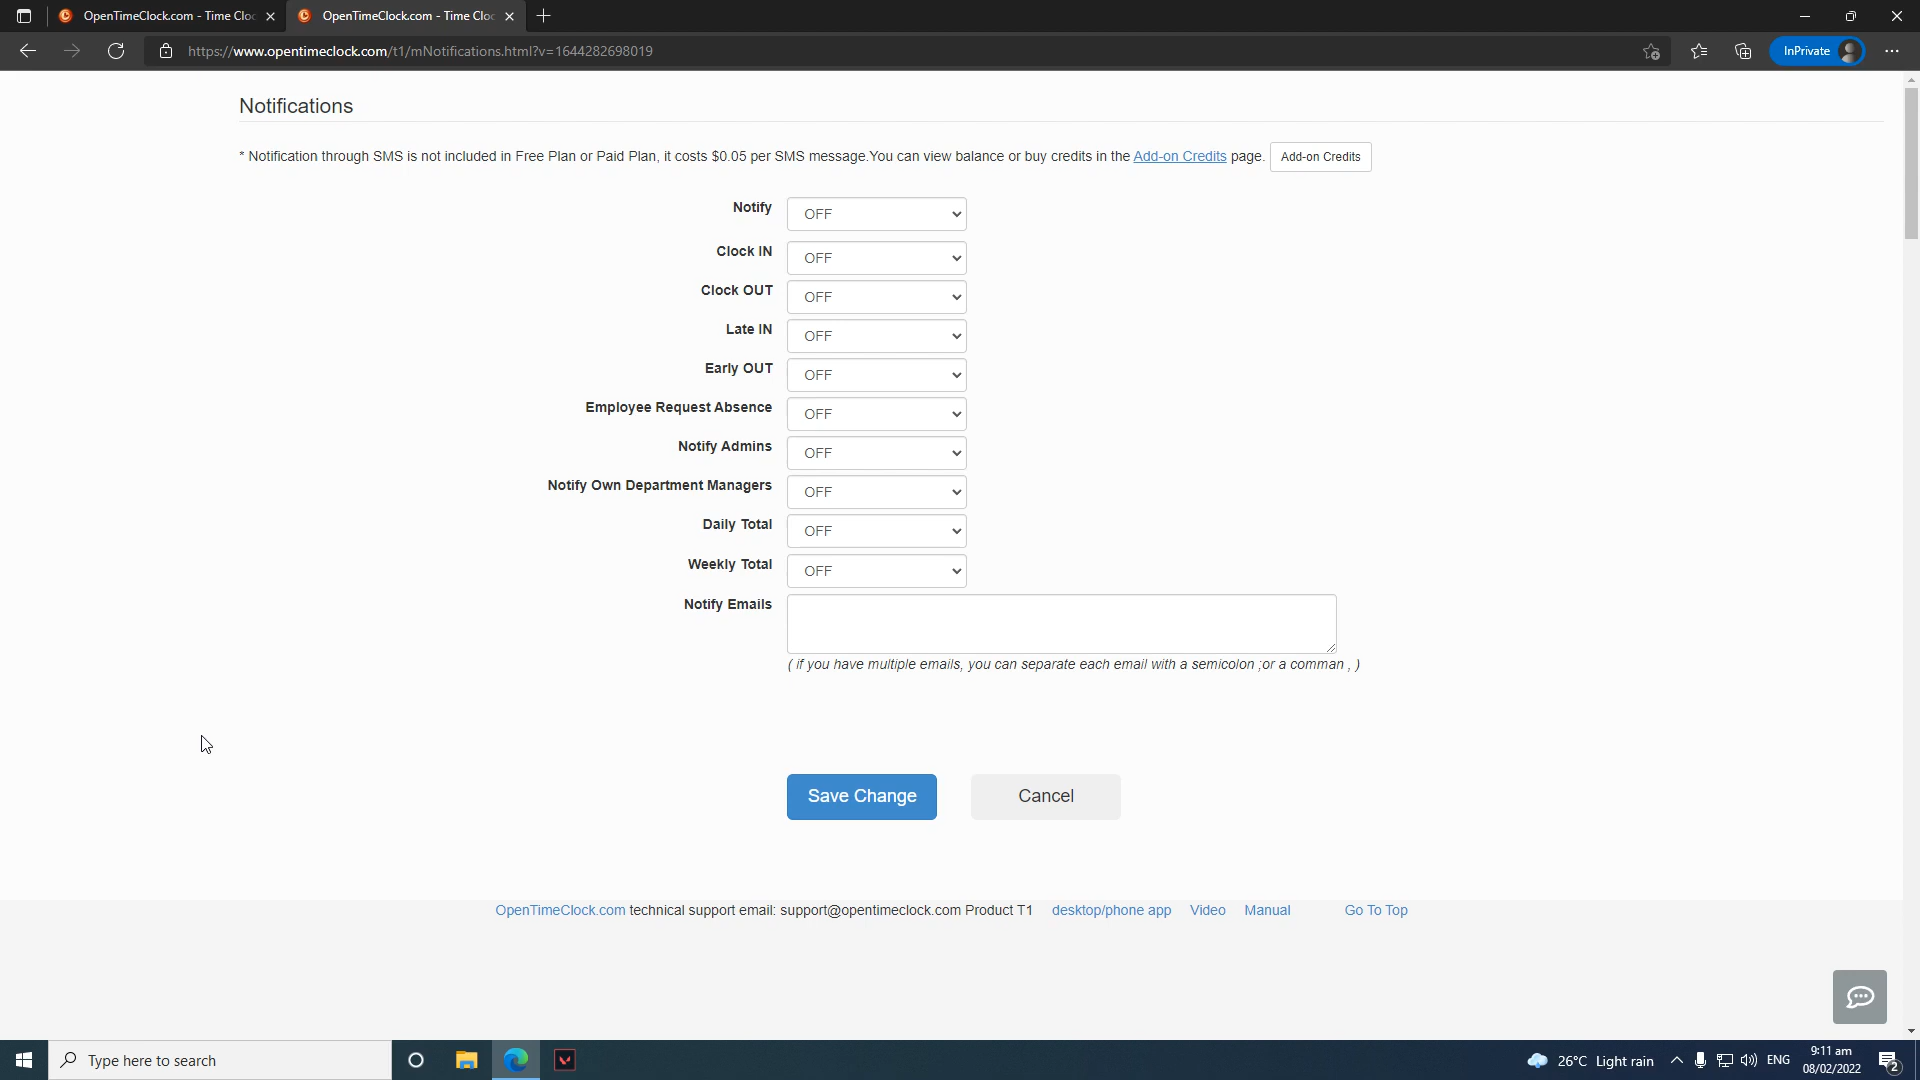 OpenTimeClock.com - Time Cloc
OpenTimeClock.com - Time Cloc
https://www.opentimeclock.com/t1/mNotifications.html?v=1644282698019
InPrivate
Notifications
* Notification through SMS is not included in Free Plan or Paid Plan, it costs $0.05 per SMS message.You can view balance or buy credits in the Add-on Credits page. Add-on Credits
Notify OFF
Clock IN OFF
Clock OUT OFF
Late IN OFF
Early OUT OFF
Employee Request Absence OFF
Notify Admins OFF
Notify Own Department Managers OFF
Daily Total OFF
Weekly Total OFF
Notify Emails
( if you have multiple emails, you can separate each email with a semicolon ;or a comman , )
Save Change Cancel
OpenTimeClock.com technical support email: support@opentimeclock.com Product T1 desktop/phone app Video Manual Go To Top
Type here to search
26°C Light rain
ENG
9:11 am
08/02/2022
2